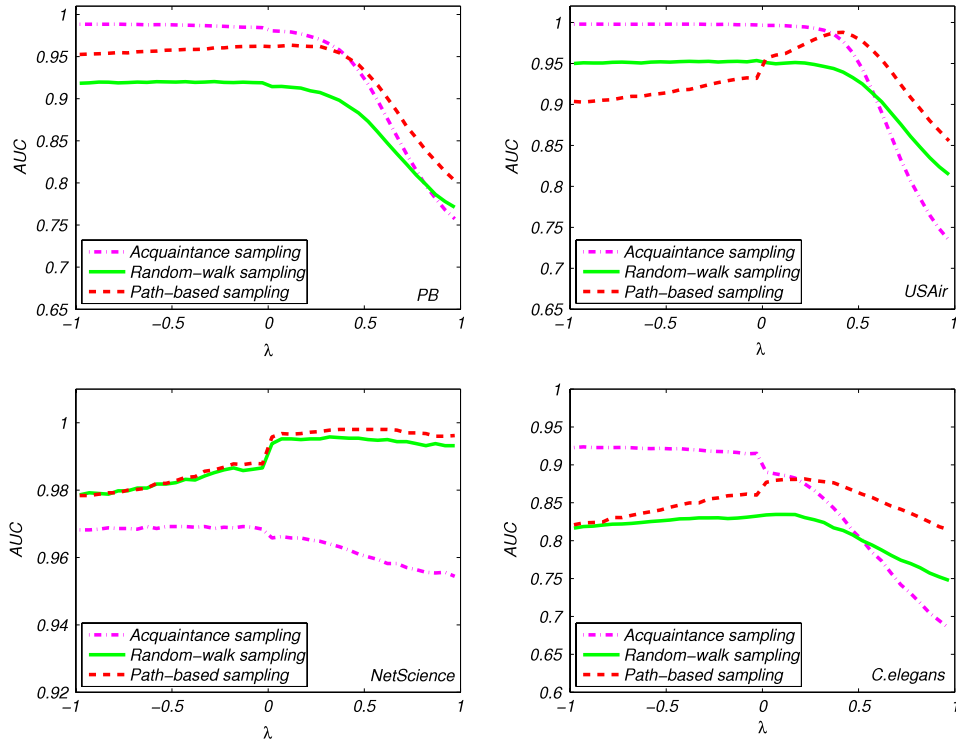 1
0.95
0.9
0.85
0.8
0.75
0.7
0.65
AUC
Acquaintance sampling
Random−walk sampling
Path−based sampling
PB
−1
−0.5
0
0.5
1
λ
1
0.95
0.9
0.85
0.8
0.75
0.7
0.65
AUC
Acquaintance sampling
Random−walk sampling
Path−based sampling
USAir
−1
−0.5
0
0.5
1
λ
1
0.98
0.96
0.94
0.92
AUC
Acquaintance sampling
Random−walk sampling
Path−based sampling
NetScience
−1
−0.5
0
0.5
1
λ
1
0.95
0.9
0.85
0.8
0.75
0.7
0.65
0.6
AUC
Acquaintance sampling
Random−walk sampling
Path−based sampling
C.elegans
−1
−0.5
0
0.5
1
λ